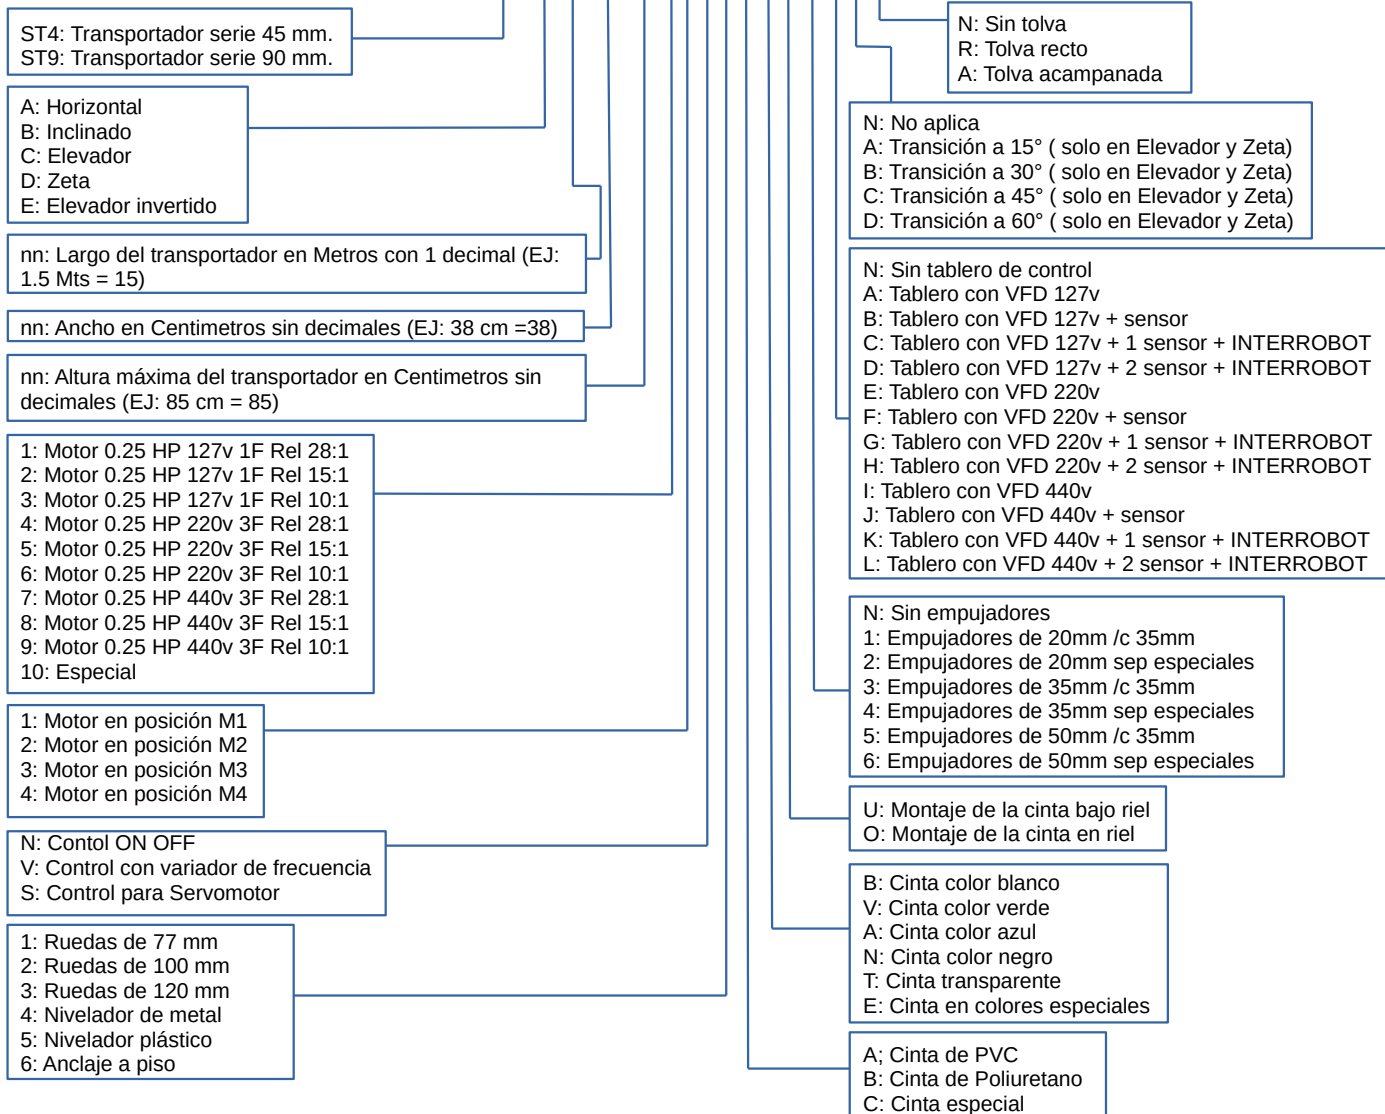 ST4: Transportador serie 45 mm.
ST9: Transportador serie 90 mm.
A: Horizontal
B: Inclinado
C: Elevador
D: Zeta
E: Elevador invertido
nn: Largo del transportador en Metros con 1 decimal (EJ:
1.5 Mts = 15)
nn: Ancho en Centimetros sin decimales (EJ: 38 cm =38)
nn: Altura máxima del transportador en Centimetros sin
decimales (EJ: 85 cm = 85)
1: Motor 0.25 HP 127v 1F Rel 28:1
2: Motor 0.25 HP 127v 1F Rel 15:1
3: Motor 0.25 HP 127v 1F Rel 10:1
4: Motor 0.25 HP 220v 3F Rel 28:1
5: Motor 0.25 HP 220v 3F Rel 15:1
6: Motor 0.25 HP 220v 3F Rel 10:1
7: Motor 0.25 HP 440v 3F Rel 28:1
8: Motor 0.25 HP 440v 3F Rel 15:1
9: Motor 0.25 HP 440v 3F Rel 10:1
10: Especial
1: Motor en posición M1
2: Motor en posición M2
3: Motor en posición M3
4: Motor en posición M4
N: Contol ON OFF
V: Control con variador de frecuencia
S: Control para Servomotor
1: Ruedas de 77 mm
2: Ruedas de 100 mm
3: Ruedas de 120 mm
4: Nivelador de metal
5: Nivelador plástico
6: Anclaje a piso
N: Sin tolva
R: Tolva recto
A: Tolva acampanada
N: No aplica
A: Transición a 15° ( solo en Elevador y Zeta)
B: Transición a 30° ( solo en Elevador y Zeta)
C: Transición a 45° ( solo en Elevador y Zeta)
D: Transición a 60° ( solo en Elevador y Zeta)
N: Sin tablero de control
A: Tablero con VFD 127v
B: Tablero con VFD 127v + sensor
C: Tablero con VFD 127v + 1 sensor + INTERROBOT
D: Tablero con VFD 127v + 2 sensor + INTERROBOT
E: Tablero con VFD 220v
F: Tablero con VFD 220v + sensor
G: Tablero con VFD 220v + 1 sensor + INTERROBOT
H: Tablero con VFD 220v + 2 sensor + INTERROBOT
I: Tablero con VFD 440v
J: Tablero con VFD 440v + sensor
K: Tablero con VFD 440v + 1 sensor + INTERROBOT
L: Tablero con VFD 440v + 2 sensor + INTERROBOT
N: Sin empujadores
1: Empujadores de 20mm /c 35mm
2: Empujadores de 20mm sep especiales
3: Empujadores de 35mm /c 35mm
4: Empujadores de 35mm sep especiales
5: Empujadores de 50mm /c 35mm
6: Empujadores de 50mm sep especiales
U: Montaje de la cinta bajo riel
O: Montaje de la cinta en riel
B: Cinta color blanco
V: Cinta color verde
A: Cinta color azul
N: Cinta color negro
T: Cinta transparente
E: Cinta en colores especiales
A; Cinta de PVC
B: Cinta de Poliuretano
C: Cinta especial